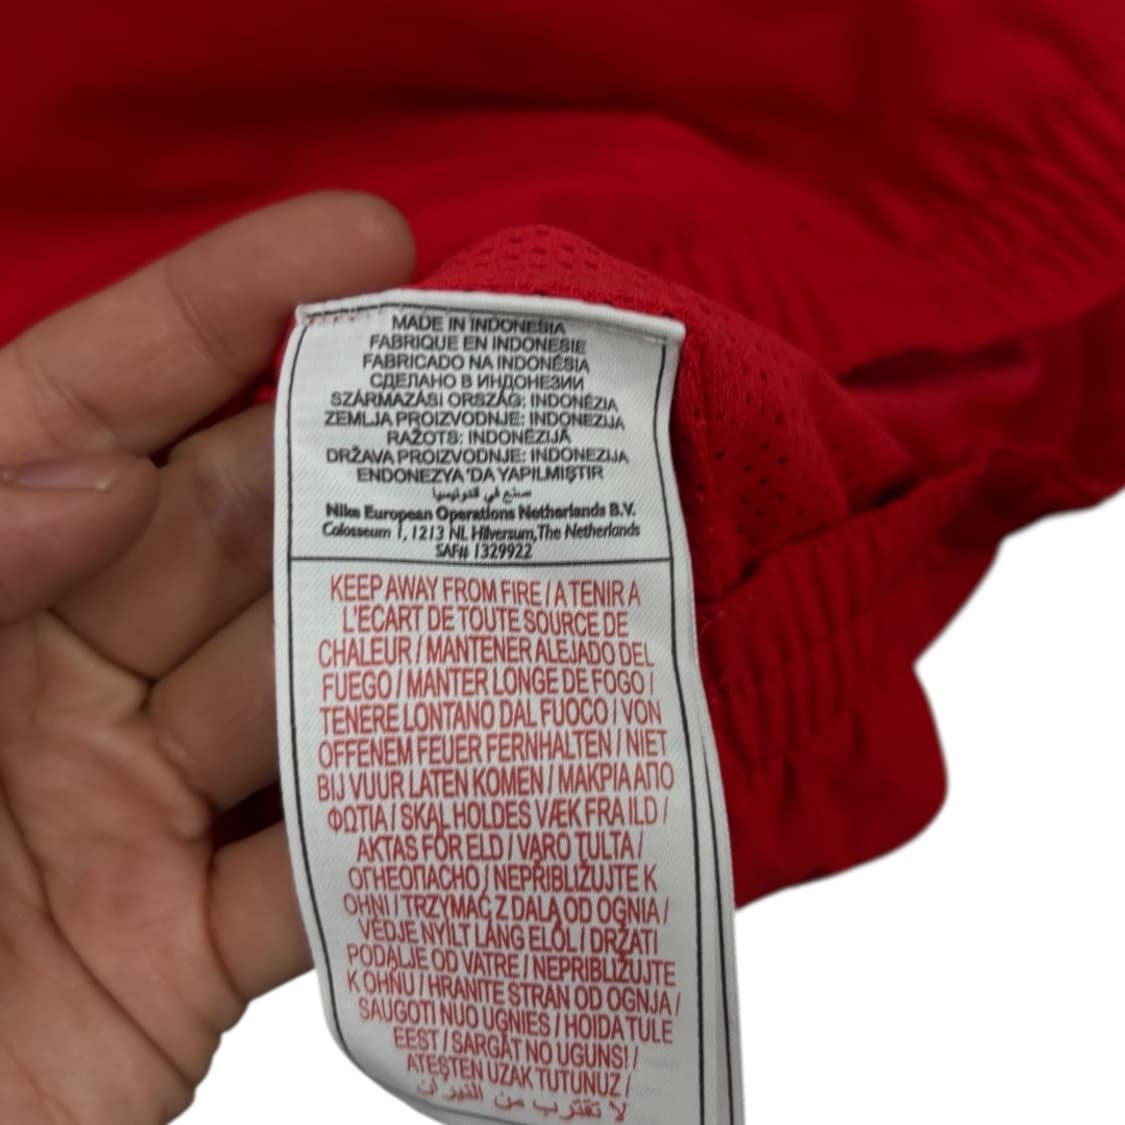 MADE IN INDONESIA
FABRIQUE EN INDONESIE
FABRICADO NA INDONÉSIA
СДЕЛАНО В ИНДОНЕЗИИ
SZÁRMAZÁSI ORSZÁG: INDONÉZIA
ZEMLJA PROIZVODNJE: INDONEZIJA
RAŽOTS: INDONĒZIJĀ
DRŽAVA PROIZVODNJE: INDONEZIJA
ENDONEZYA'DA YAPILMIŞTIR
صنع في اندونيسيا
Nike European Operations Netherlands B.V.
Colosseum 1, 1213 NL Hilversum, The Netherlands
SAF# 1329922
KEEP AWAY FROM FIRE / A TENIR A
L'ECART DE TOUTE SOURCE DE
CHALEUR / MANTENER ALEJADO DEL
FUEGO / MANTER LONGE DE FOGO /
TENERE LONTANO DAL FUOCO / VON
OFFENEM FEUER FERNHALTEN / NIET
BIJ VUUR LATEN KOMEN / ΜΑΚΡΙΑ ΑΠΟ
ΦΩΤΙΑ / SKAL HOLDES VÆK FRA ILD /
AKTAS FÖR ELD / VARO TULTA /
ОГНЕОПАСНО / NEPŘIBLIŽUJTE K
OHNI / TRZYMAĆ Z DALA OD OGNIA /
VÉDJE NYÍLT LÁNG ELŐL / DRŽATI
PODALJE OD VATRE / NEPRIBLIŽUJTE
K OHŇU / HRANITE STRAN OD OGNJA /
SAUGOTI NUO UGNIES / HOIDA TULE
EEST / SARGĀT NO UGUNS! /
ATEŞTEN UZAK TUTUNUZ /
لا تقترب من النيران